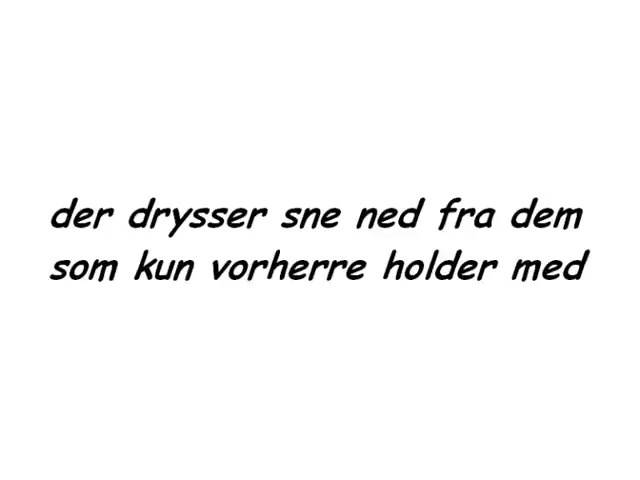 der drysser sne ned fra dem
som kun vorherre holder med